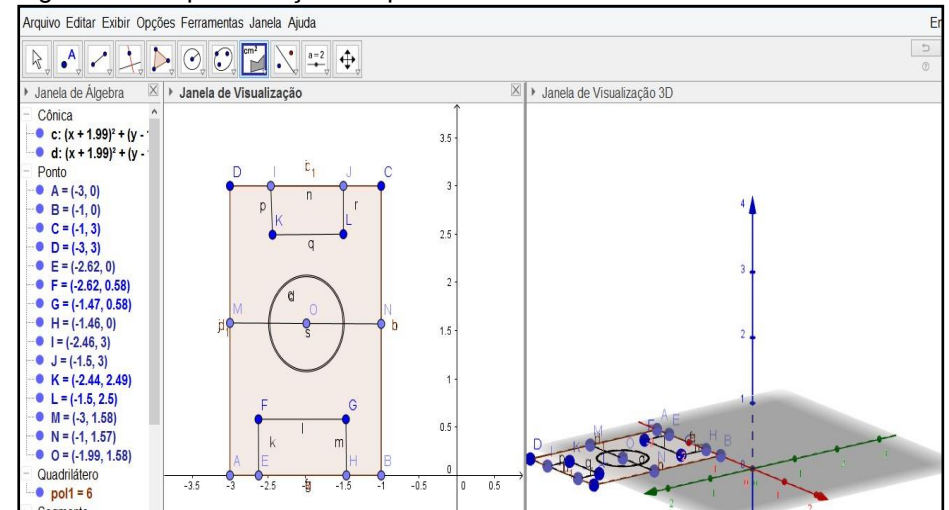 Arquivo Editar Exibir Opções Ferramentas Janela Ajuda
A
cm²
a=2
Janela de Álgebra
Janela de Visualização
Janela de Visualização 3D
Cônica
c: (x + 1.99)² + (y -
d: (x + 1.99)² + (y -
Ponto
A = (-3, 0)
B = (-1, 0)
C = (-1, 3)
D = (-3, 3)
E = (-2.62, 0)
F = (-2.62, 0.58)
G = (-1.47, 0.58)
H = (-1.46, 0)
I = (-2.46, 3)
J = (-1.5, 3)
K = (-2.44, 2.49)
L = (-1.5, 2.5)
M = (-3, 1.58)
N = (-1, 1.57)
O = (-1.99, 1.58)
Quadrilátero
pol1 = 6
D I b₁ J C
n
p r
K L
q
M O N
s b
F G
l
k m
A E H B
3.5
3
2.5
2
1.5
1
0.5
0
-3.5 -3 -2.5 -1.5 -1 -0.5 0 0.5
4
3
2
1
D K M O A E H B N